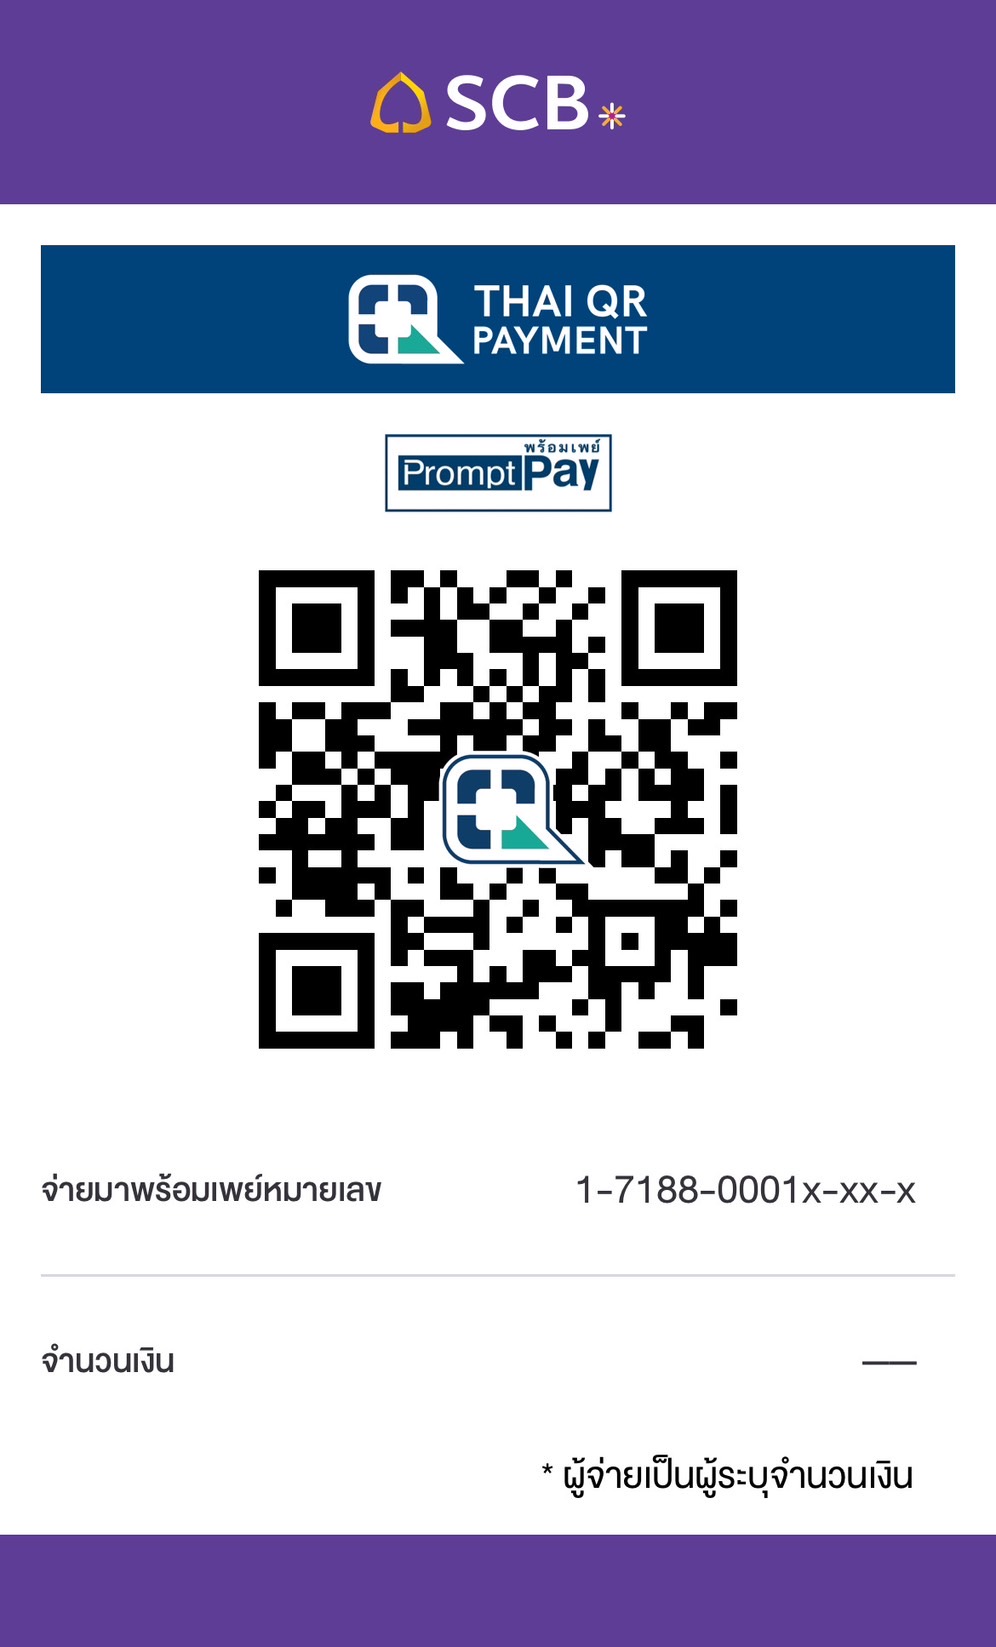 SCB
THAI QR
PAYMENT
พร้อมเพย์
PromptPay
จ่ายมาพร้อมเพย์หมายเลข 1-7188-0001x-xx-x
จำนวนเงิน —
* ผู้จ่ายเป็นผู้ระบุจำนวนเงิน